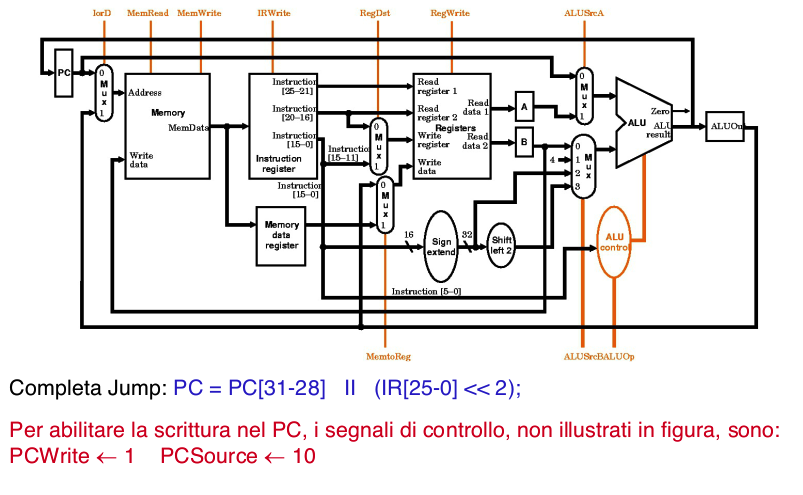 IorD MemRead MemWrite IRWrite RegDst RegWrite ALUSrcA
PC
0
M
u
x
1
Address
Memory
MemData
Write
data
Instruction
[25–21]
Instruction
[20–16]
Instruction
[15–0]
Instruction
register
Instruction
[15–11]
Instruction
[15–0]
Memory
data
register
0
M
u
x
1
0
M
u
x
1
Read
register 1
Read
register 2
Registers
Write
register
Write
data
Read
data 1
Read
data 2
A
B
4
0
M
u
x
1
0
1
M
u
x
2
3
Zero
ALU
ALU
result
ALUOut
16
Sign
extend
32
Shift
left 2
ALU
control
Instruction [5–0]
MemtoReg
ALUSrcB
ALUOp
Completa Jump: PC = PC[31-28] II (IR[25-0] << 2);
Per abilitare la scrittura nel PC, i segnali di controllo, non illustrati in figura, sono:
PCWrite ← 1 PCSource ← 10